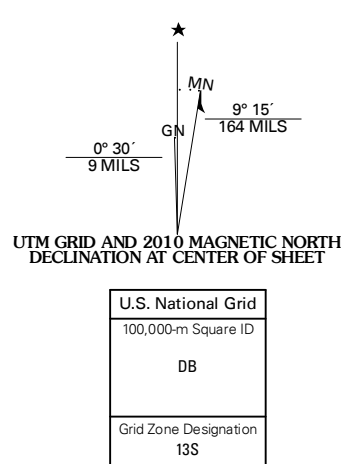 ★
MN
GN
9° 15´
164 MILS
0° 30´
9 MILS
UTM GRID AND 2010 MAGNETIC NORTH
DECLINATION AT CENTER OF SHEET
U.S. National Grid
100,000-m Square ID
DB
Grid Zone Designation
13S